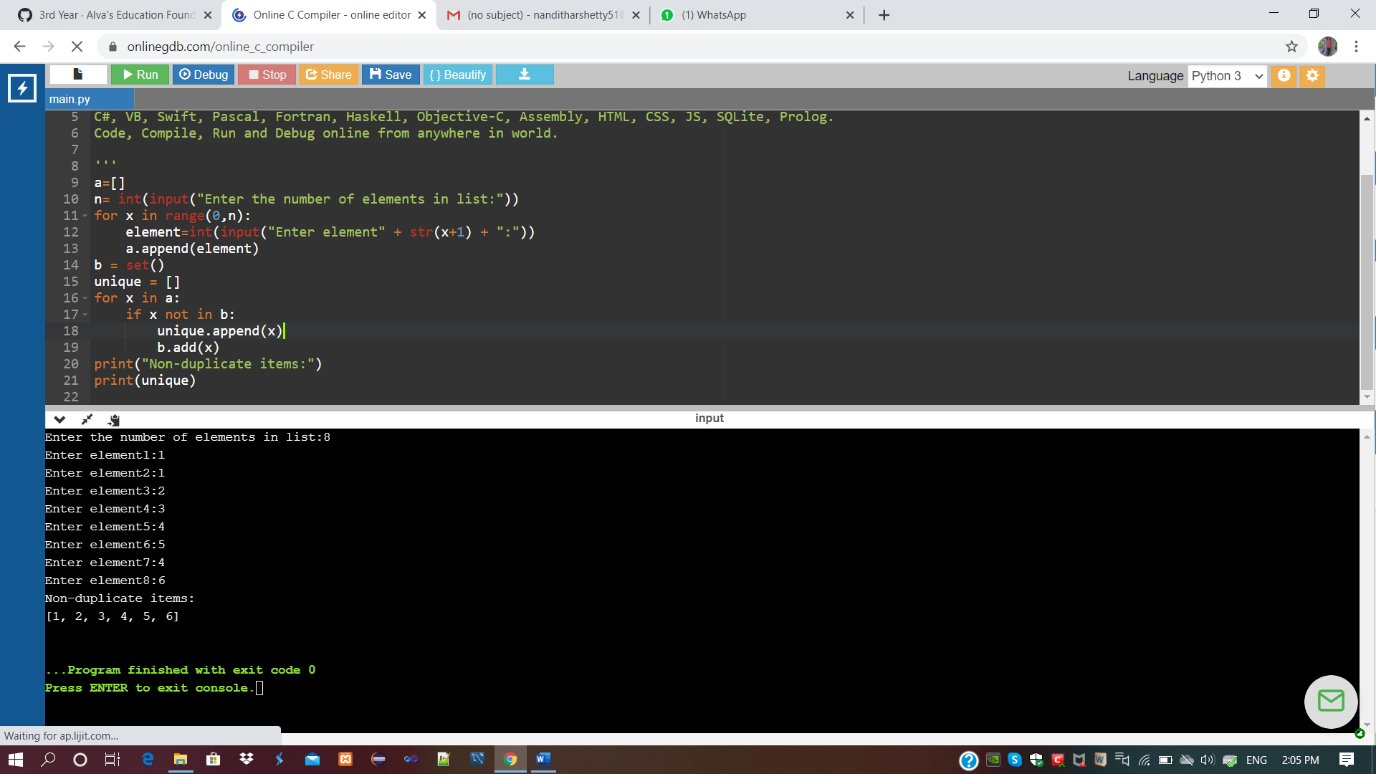 3rd Year - Alva's Education Found
Online C Compiler - online editor
(no subject) - nanditharshetty51
(1) WhatsApp
onlinegdb.com/online_c_compiler
Run Debug Stop Share Save { } Beautify
Language Python 3
main.py
5 C#, VB, Swift, Pascal, Fortran, Haskell, Objective-C, Assembly, HTML, CSS, JS, SQLite, Prolog.
6 Code, Compile, Run and Debug online from anywhere in world.
7
8 '''
9 a=[]
10 n= int(input("Enter the number of elements in list:"))
11 for x in range(0,n):
12 element=int(input("Enter element" + str(x+1) + ":"))
13 a.append(element)
14 b = set()
15 unique = []
16 for x in a:
17 if x not in b:
18 unique.append(x)
19 b.add(x)
20 print("Non-duplicate items:")
21 print(unique)
22
input
Enter the number of elements in list:8
Enter element1:1
Enter element2:1
Enter element3:2
Enter element4:3
Enter element5:4
Enter element6:5
Enter element7:4
Enter element8:6
Non-duplicate items:
[1, 2, 3, 4, 5, 6]
...Program finished with exit code 0
Press ENTER to exit console.
Waiting for ap.lijit.com...
ENG 2:05 PM